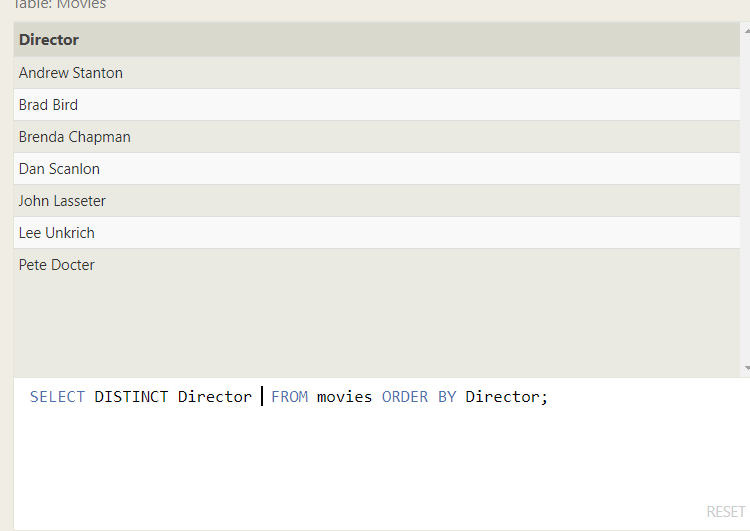 Table: Movies
Director
Andrew Stanton
Brad Bird
Brenda Chapman
Dan Scanlon
John Lasseter
Lee Unkrich
Pete Docter
SELECT DISTINCT Director FROM movies ORDER BY Director;
RESET